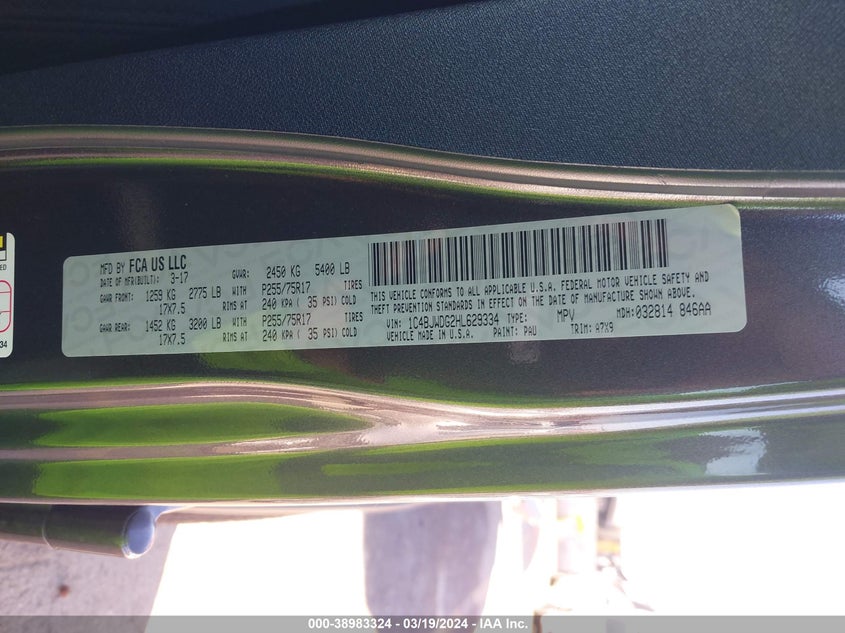 MFD BY FCA US LLC
DATE OF MFR(BUILT): 3-17 GVWR: 2450 KG 5400 LB
GAWR FRONT: 1259 KG 2775 LB WITH P255/75R17 TIRES
17X7.5 RIMS AT 240 KPA ( 35 PSI) COLD
GAWR REAR: 1452 KG 3200 LB WITH P255/75R17 TIRES
17X7.5 RIMS AT 240 KPA ( 35 PSI) COLD
THIS VEHICLE CONFORMS TO ALL APPLICABLE U.S.A. FEDERAL MOTOR VEHICLE SAFETY AND
THEFT PREVENTION STANDARDS IN EFFECT ON THE DATE OF MANUFACTURE SHOWN ABOVE.
VIN: 1C4BJWDG2HL629334 TYPE: MPV MDH:032814 846AA
VEHICLE MADE IN U.S.A. PAINT: PAU TRIM: A7X9
34
000-38983324 / 03/19/2024 / IAA Inc.